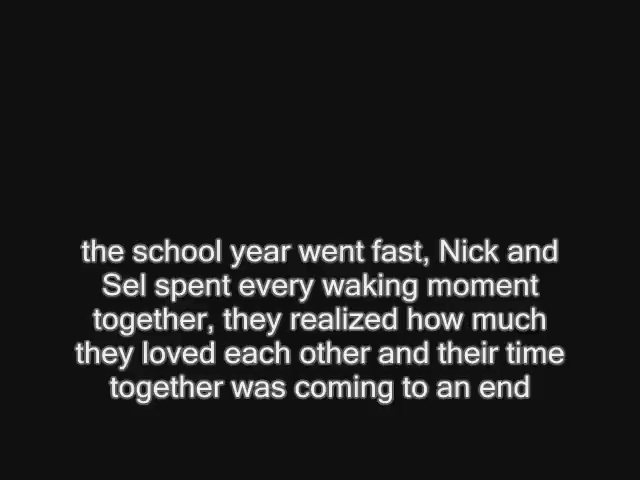 the school year went fast, Nick and
Sel spent every waking moment
together, they realized how much
they loved each other and their time
together was coming to an end